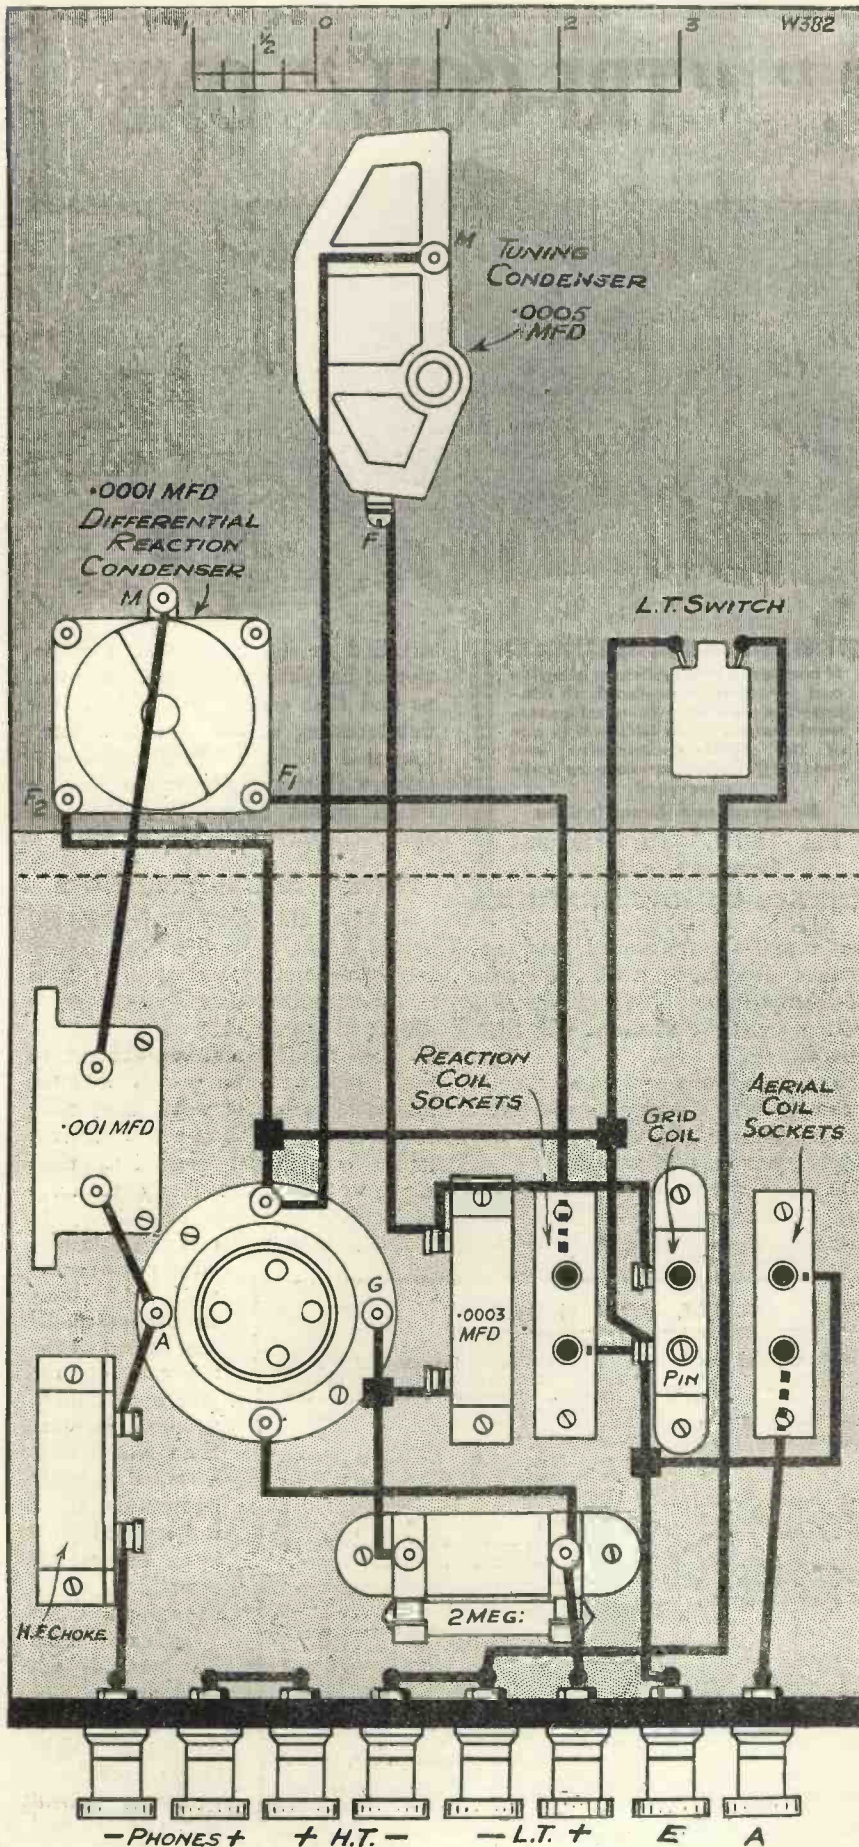 1 ½ 0 1 2 3 W382
M
TUNING
CONDENSER
.0005
MFD
F
.0001 MFD
DIFFERENTIAL
REACTION
CONDENSER
M
L.T. SWITCH
F2
F1
REACTION
COIL
SOCKETS
GRID
COIL
AERIAL
COIL
SOCKETS
.001 MFD
G
A
.0003
MFD
PIN
H.F. CHOKE
2 MEG:
- PHONES + + H.T. - - L.T. + E A